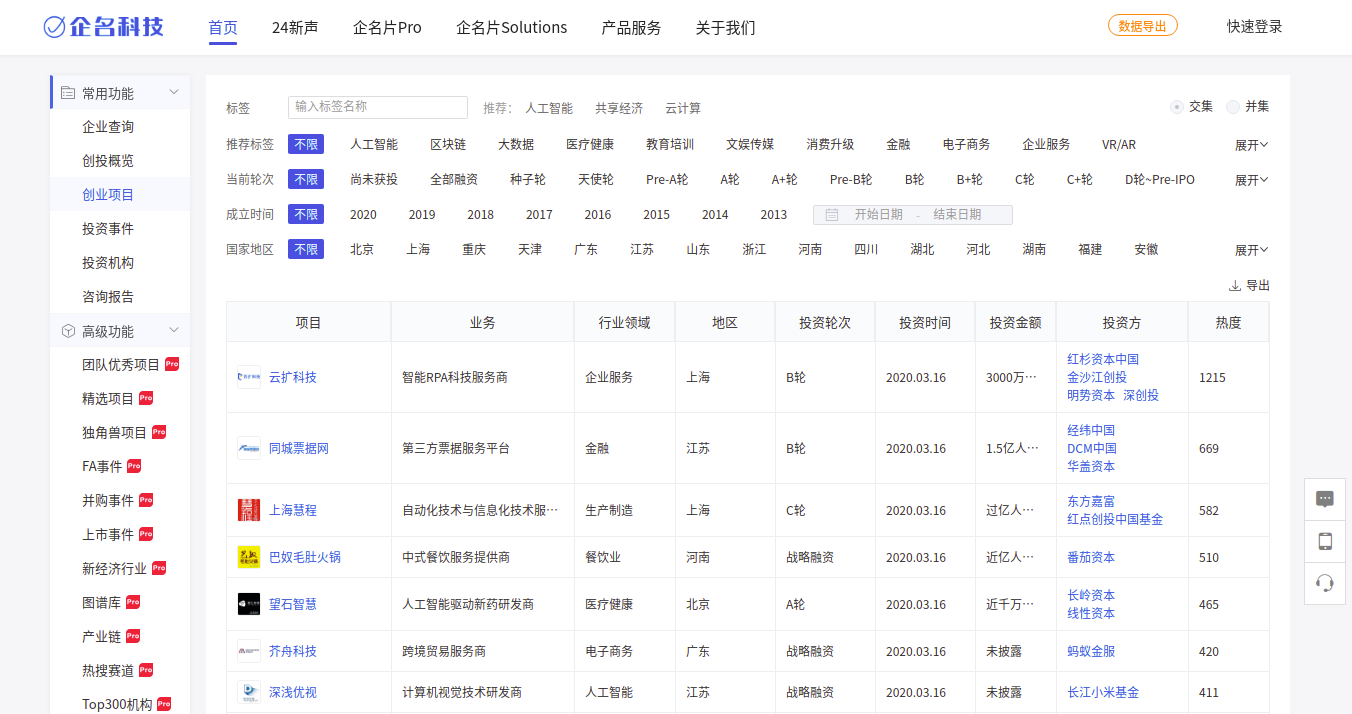 企名科技 首页 24新声 企名片Pro 企名片Solutions 产品服务 关于我们 数据导出 快速登录
常用功能
企业查询
创投概览
创业项目
投资事件
投资机构
咨询报告
高级功能
团队优秀项目 Pro
精选项目 Pro
独角兽项目 Pro
FA事件 Pro
并购事件 Pro
上市事件 Pro
新经济行业 Pro
图谱库 Pro
产业链 Pro
热搜赛道 Pro
Top300机构 Pro
标签 输入标签名称 推荐： 人工智能 共享经济 云计算 交集 并集
推荐标签 不限 人工智能 区块链 大数据 医疗健康 教育培训 文娱传媒 消费升级 金融 电子商务 企业服务 VR/AR 展开
当前轮次 不限 尚未获投 全部融资 种子轮 天使轮 Pre-A轮 A轮 A+轮 Pre-B轮 B轮 B+轮 C轮 C+轮 D轮~Pre-IPO 展开
成立时间 不限 2020 2019 2018 2017 2016 2015 2014 2013 开始日期 - 结束日期
国家地区 不限 北京 上海 重庆 天津 广东 江苏 山东 浙江 河南 四川 湖北 河北 湖南 福建 安徽 展开
导出
项目 业务 行业领域 地区 投资轮次 投资时间 投资金额 投资方 热度
云扩科技 智能RPA科技服务商 企业服务 上海 B轮 2020.03.16 3000万… 红杉资本中国 金沙江创投 明势资本 深创投 1215
同城票据网 第三方票据服务平台 金融 江苏 B轮 2020.03.16 1.5亿人… 经纬中国 DCM中国 华盖资本 669
上海慧程 自动化技术与信息化技术服… 生产制造 上海 C轮 2020.03.16 过亿人… 东方嘉富 红点创投中国基金 582
巴奴毛肚火锅 中式餐饮服务提供商 餐饮业 河南 战略融资 2020.03.16 近亿人… 番茄资本 510
望石智慧 人工智能驱动新药研发商 医疗健康 北京 A轮 2020.03.16 近千万… 长岭资本 线性资本 465
芥舟科技 跨境贸易服务商 电子商务 广东 战略融资 2020.03.16 未披露 蚂蚁金服 420
深浅优视 计算机视觉技术研发商 人工智能 江苏 战略融资 2020.03.16 未披露 长江小米基金 411